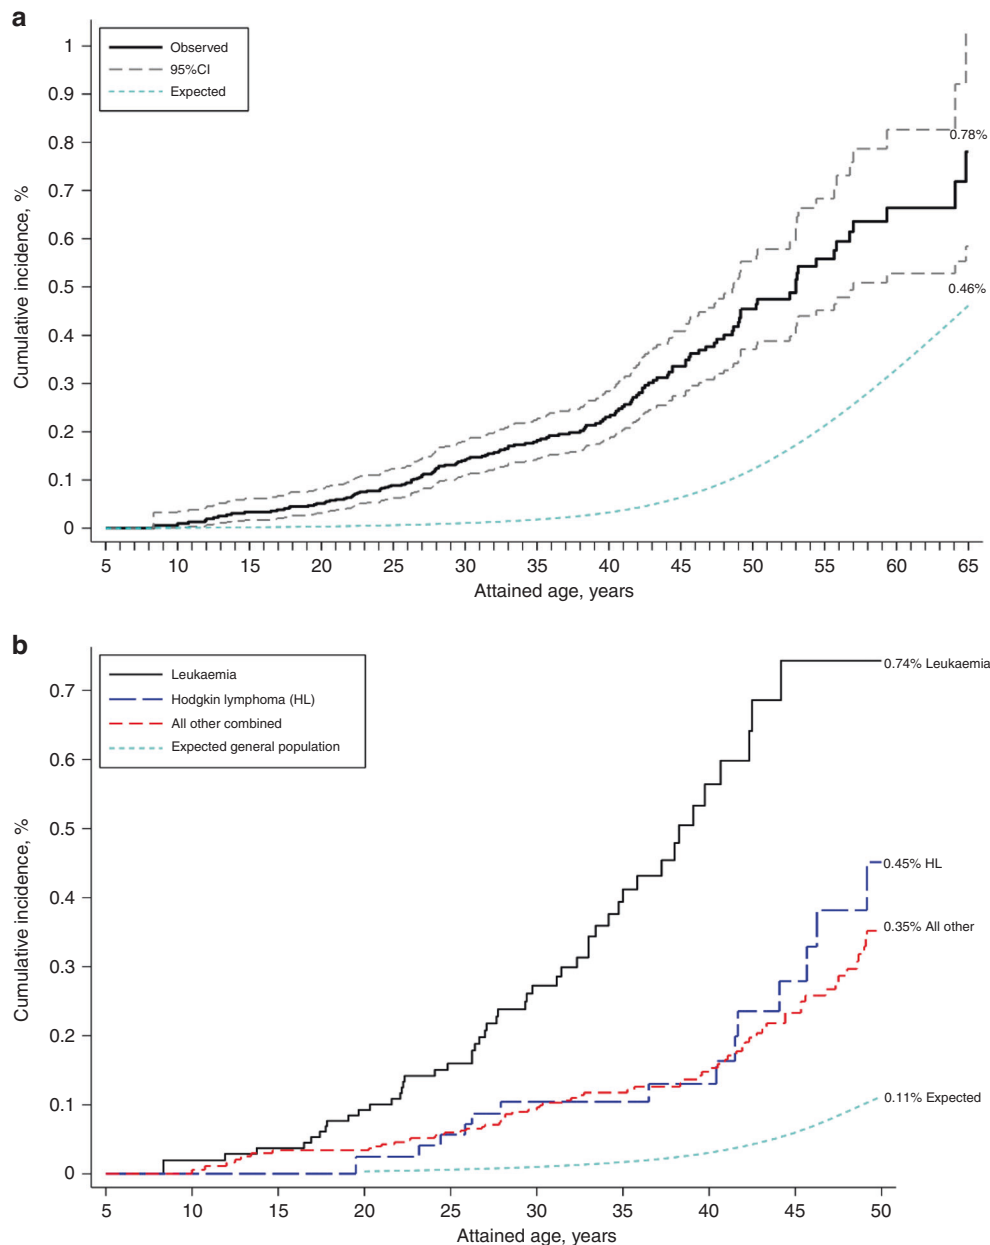 a
Observed
95%CI
Expected
1
0.9
0.8
0.7
0.6
0.5
0.4
0.3
0.2
0.1
0
Cumulative incidence, %
0.78%
0.46%
5 10 15 20 25 30 35 40 45 50 55 60 65
Attained age, years
b
Leukaemia
Hodgkin lymphoma (HL)
All other combined
Expected general population
0.7
0.6
0.5
0.4
0.3
0.2
0.1
0
Cumulative incidence, %
0.74% Leukaemia
0.45% HL
0.35% All other
0.11% Expected
5 10 15 20 25 30 35 40 45 50
Attained age, years